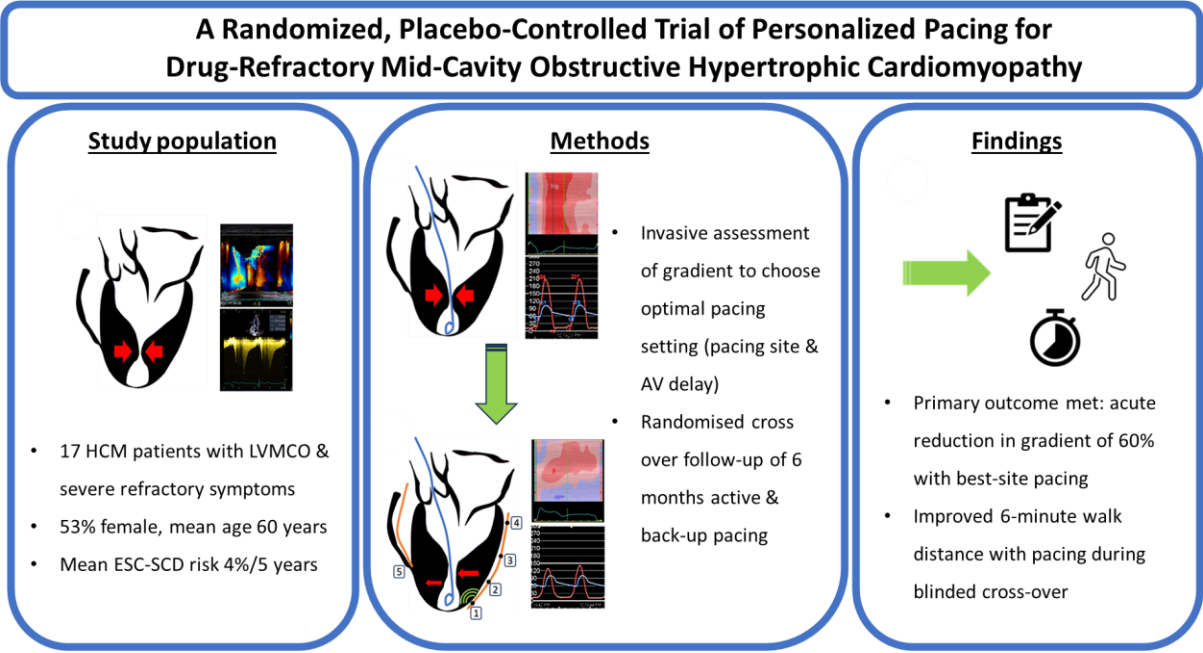 A Randomized, Placebo-Controlled Trial of Personalized Pacing for
Drug-Refractory Mid-Cavity Obstructive Hypertrophic Cardiomyopathy
Study population
• 17 HCM patients with LVMCO &
severe refractory symptoms
• 53% female, mean age 60 years
• Mean ESC-SCD risk 4%/5 years
Methods
• Invasive assessment
of gradient to choose
optimal pacing
setting (pacing site &
AV delay)
• Randomised cross
over follow-up of 6
months active &
back-up pacing
4
3
5
2
1
Findings
• Primary outcome met: acute
reduction in gradient of 60%
with best-site pacing
• Improved 6-minute walk
distance with pacing during
blinded cross-over